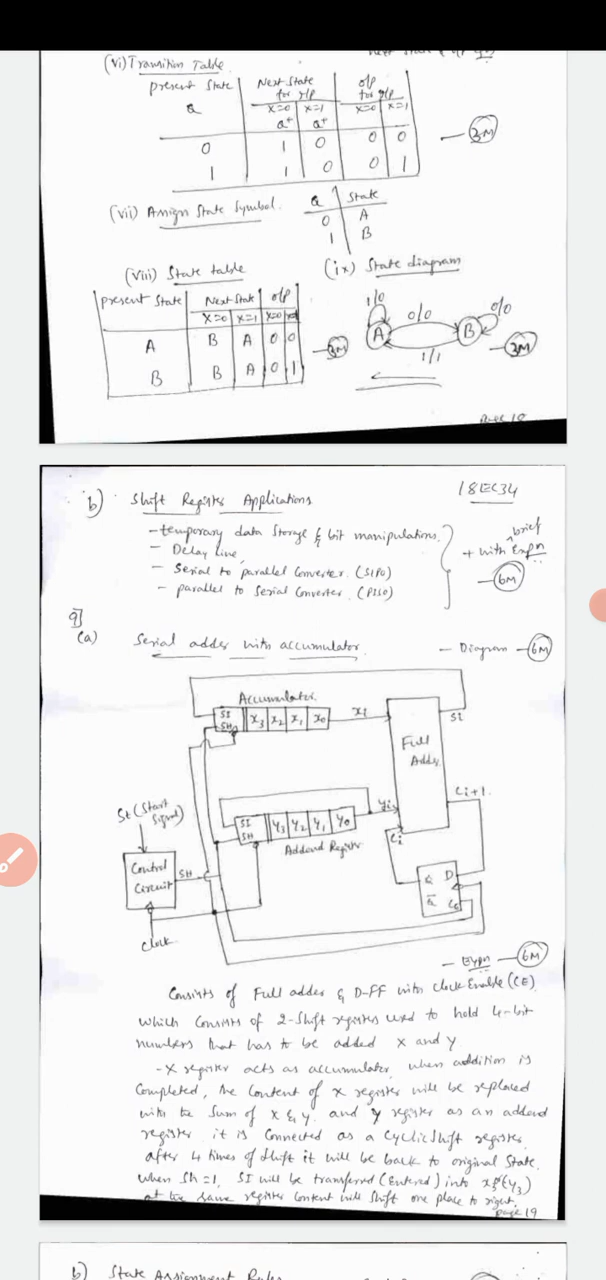 (vi) Transition Table
present State Next State o/p
for i/p for i/p
Q x=0 x=1 x=0 x=1
Q+ Q+
0 1 0 0 0
1 1 0 0 1
3M
(vii) Assign State Symbol.
Q State
0 A
1 B
(viii) State table
present State Next State o/p
x=0 x=1 x=0
A B A 0 0
B B A 0 1
3M
(ix) State diagram
1/0 0/0 0/0
A B
1/1
3M
18EC34
b) Shift Register Applications
- temporary data Storage & bit manipulations.
- Delay line,
- Serial to parallel Converter. (SIPO)
- parallel to Serial Converter. (PISO)
+ with brief Expn
6M
9]
(a) Serial adder with accumulator. - Diagram - 6M
Accumulator
SI x3 x2 x1 x0 xi
SH
Full
Adder
si
Ci+1
St (Start
Signal)
SI Y3 Y2 Y1 Y0 yi
SH
Addend Register
Ci
Control
Circuit
SH
Q D
Q CE
Clock
- Expn - 6M
Consists of Full adder & D-FF with clock Enable (CE)
which consists of 2-Shift registers used to hold 4-bit
numbers that has to be added x and y
-X register acts as accumulator, when addition is
Completed, the content of x register will be replaced
with the sum of x & y. and y register as an addend
register it is Connected as a cyclic Shift register
after 4 times of shift it will be back to original State.
when Sh=1, SI will be transferred (Entered) into x3 (y3)
at the same register content will shift one place to right.
page 19
b) State Assignment Rules